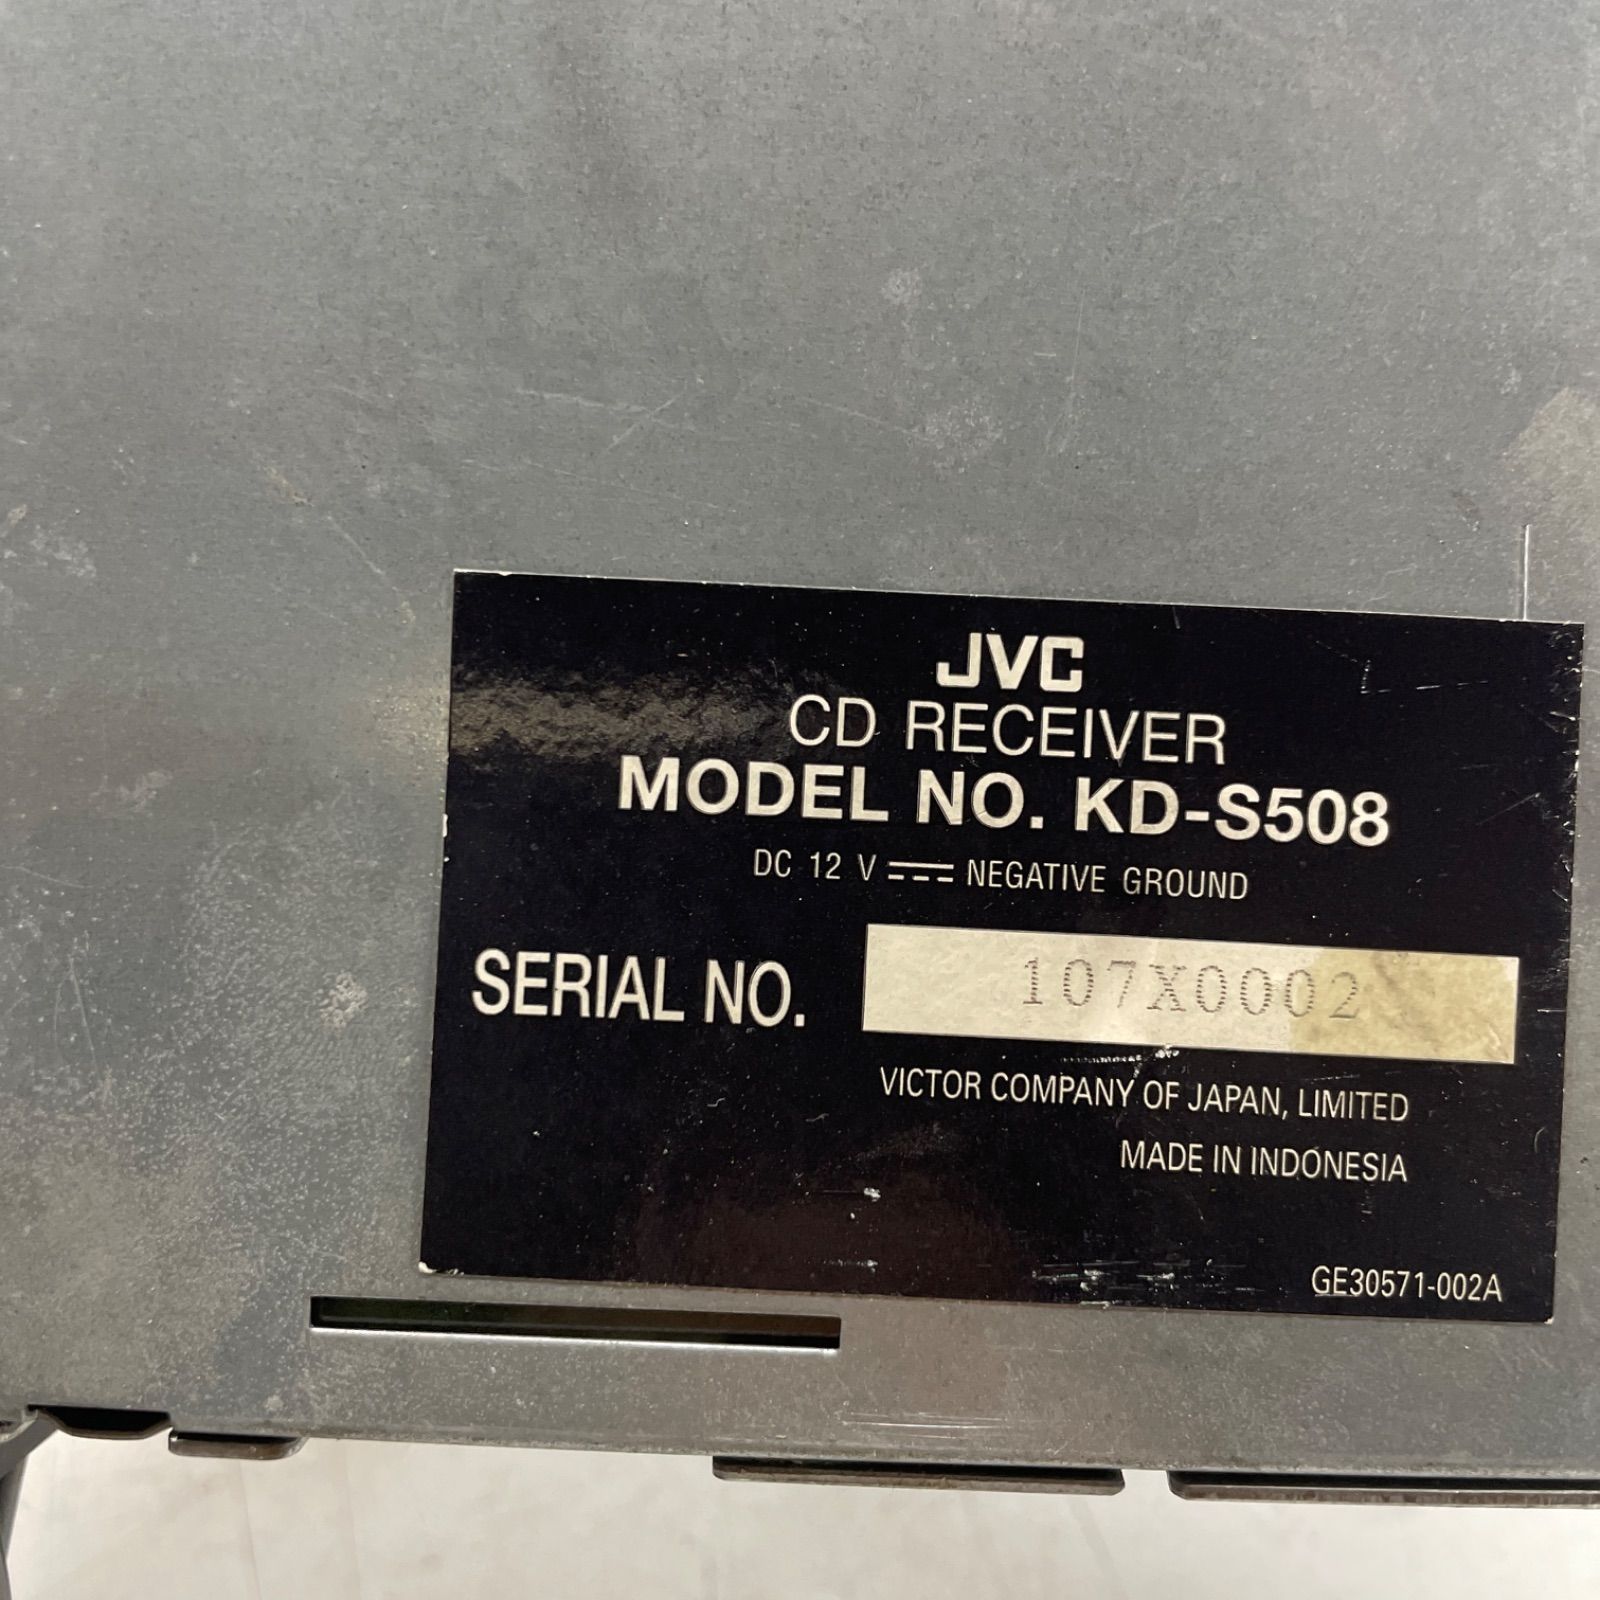 JVC
CD RECEIVER
MODEL NO. KD-S508
DC 12 V ⎓ NEGATIVE GROUND
SERIAL NO. 107X0002
VICTOR COMPANY OF JAPAN, LIMITED
MADE IN INDONESIA
GE30571-002A